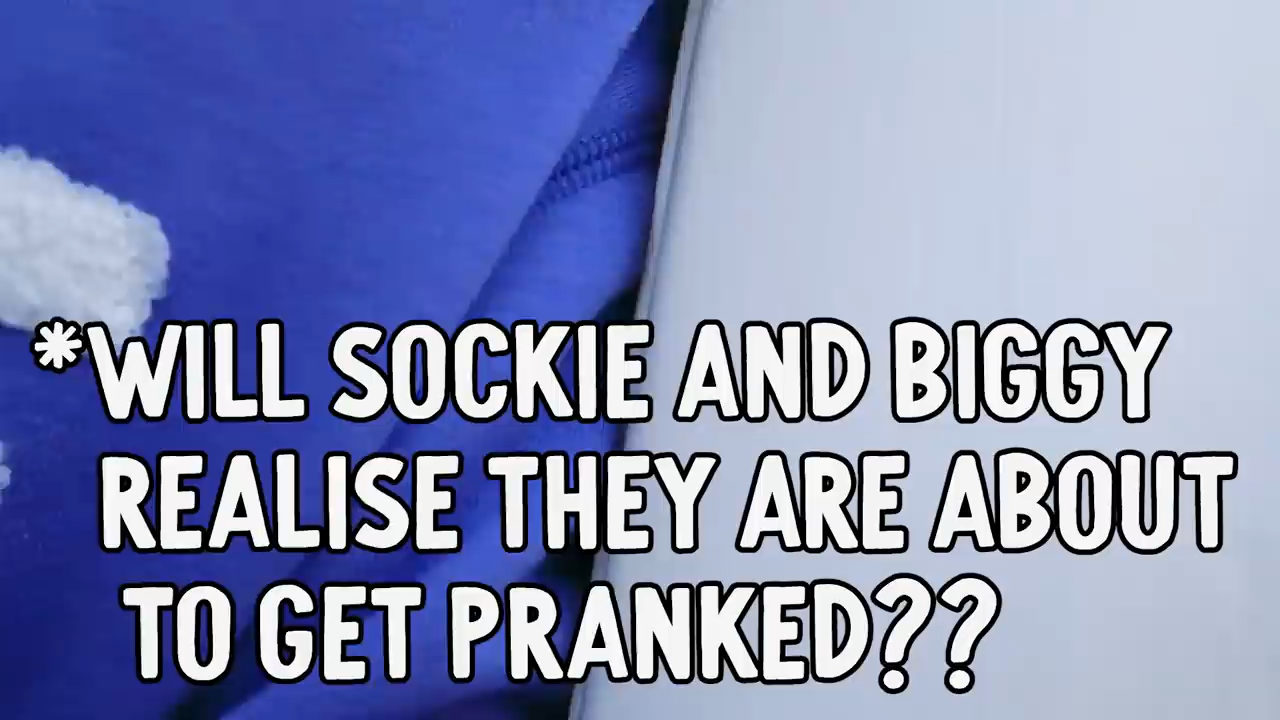 *WILL SOCKIE AND BIGGY
REALISE THEY ARE ABOUT
TO GET PRANKED??